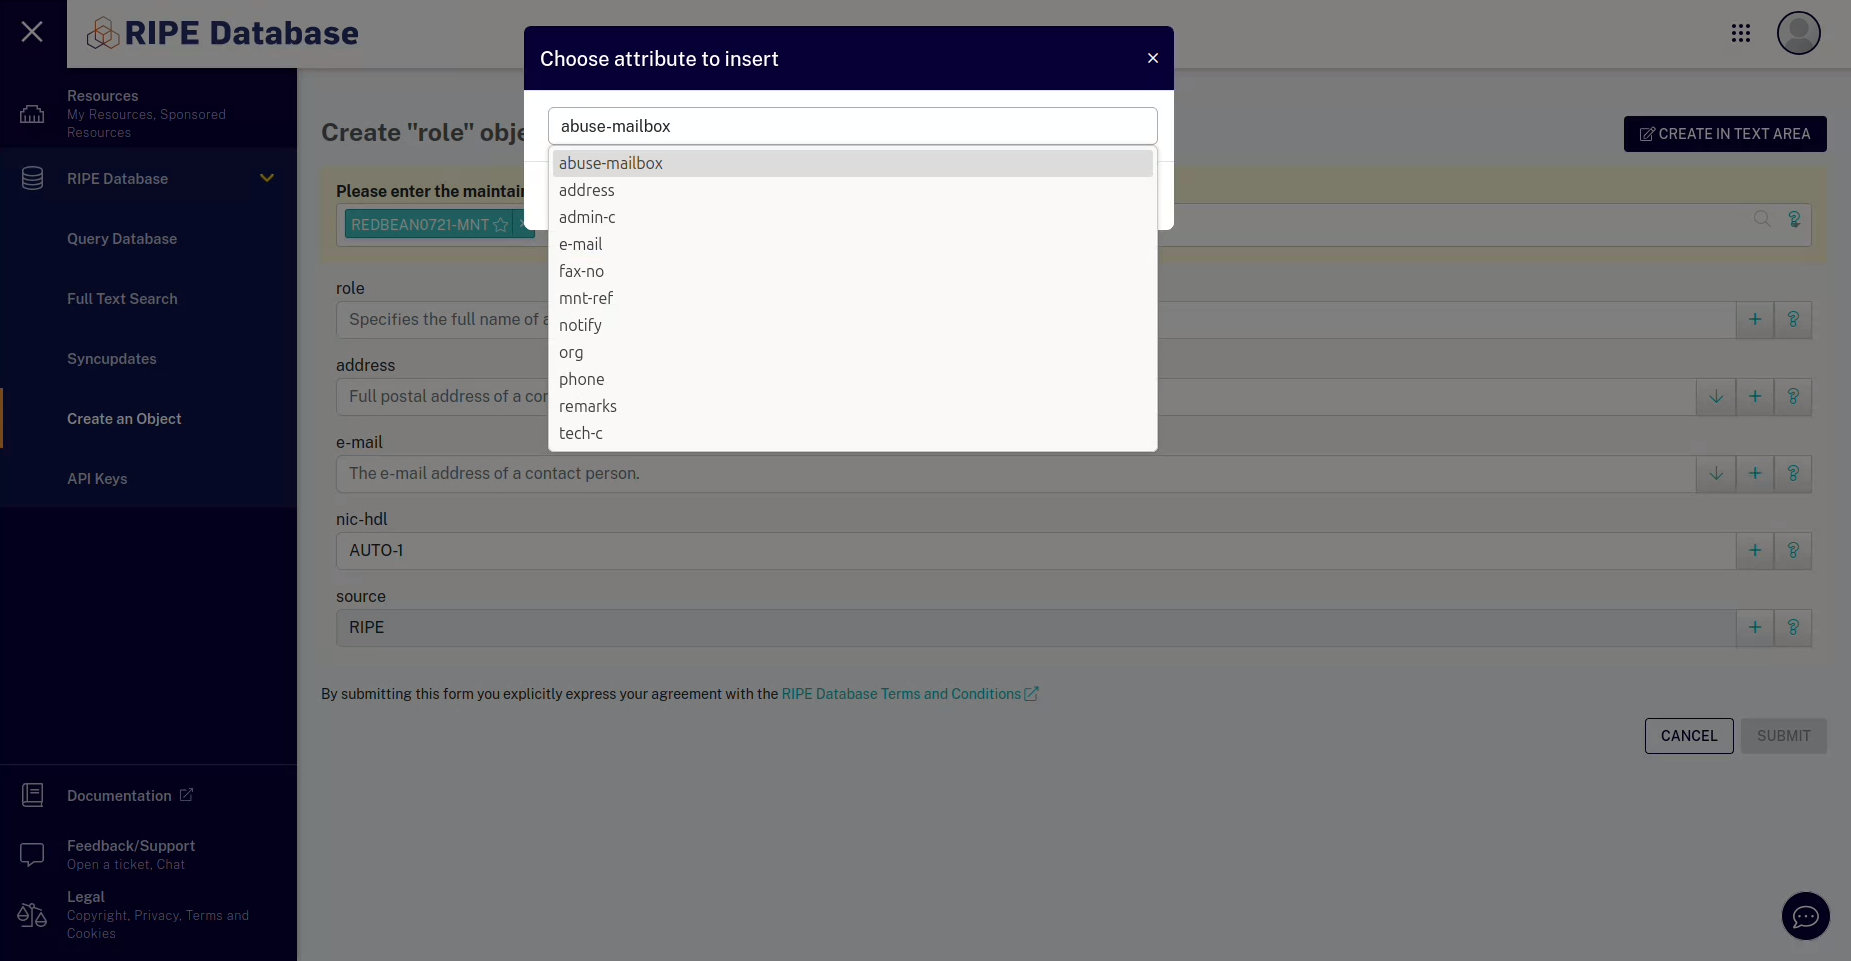 RIPE Database
Choose attribute to insert
×
Resources
My Resources, Sponsored
Resources
RIPE Database
Query Database
Full Text Search
Syncupdates
Create an Object
API Keys
Documentation
Feedback/Support
Open a ticket, Chat
Legal
Copyright, Privacy, Terms and
Cookies
abuse-mailbox
abuse-mailbox
address
admin-c
e-mail
fax-no
mnt-ref
notify
org
phone
remarks
tech-c
Create "role"
CREATE IN TEXT AREA
Please enter the
REDBEAN0721-MNT
role
Specifies the full name of
address
Full postal address of a
e-mail
The e-mail address of a contact person.
nic-hdl
AUTO-1
source
RIPE
By submitting this form you explicitly express your agreement with the RIPE Database Terms and Conditions
CANCEL
SUBMIT